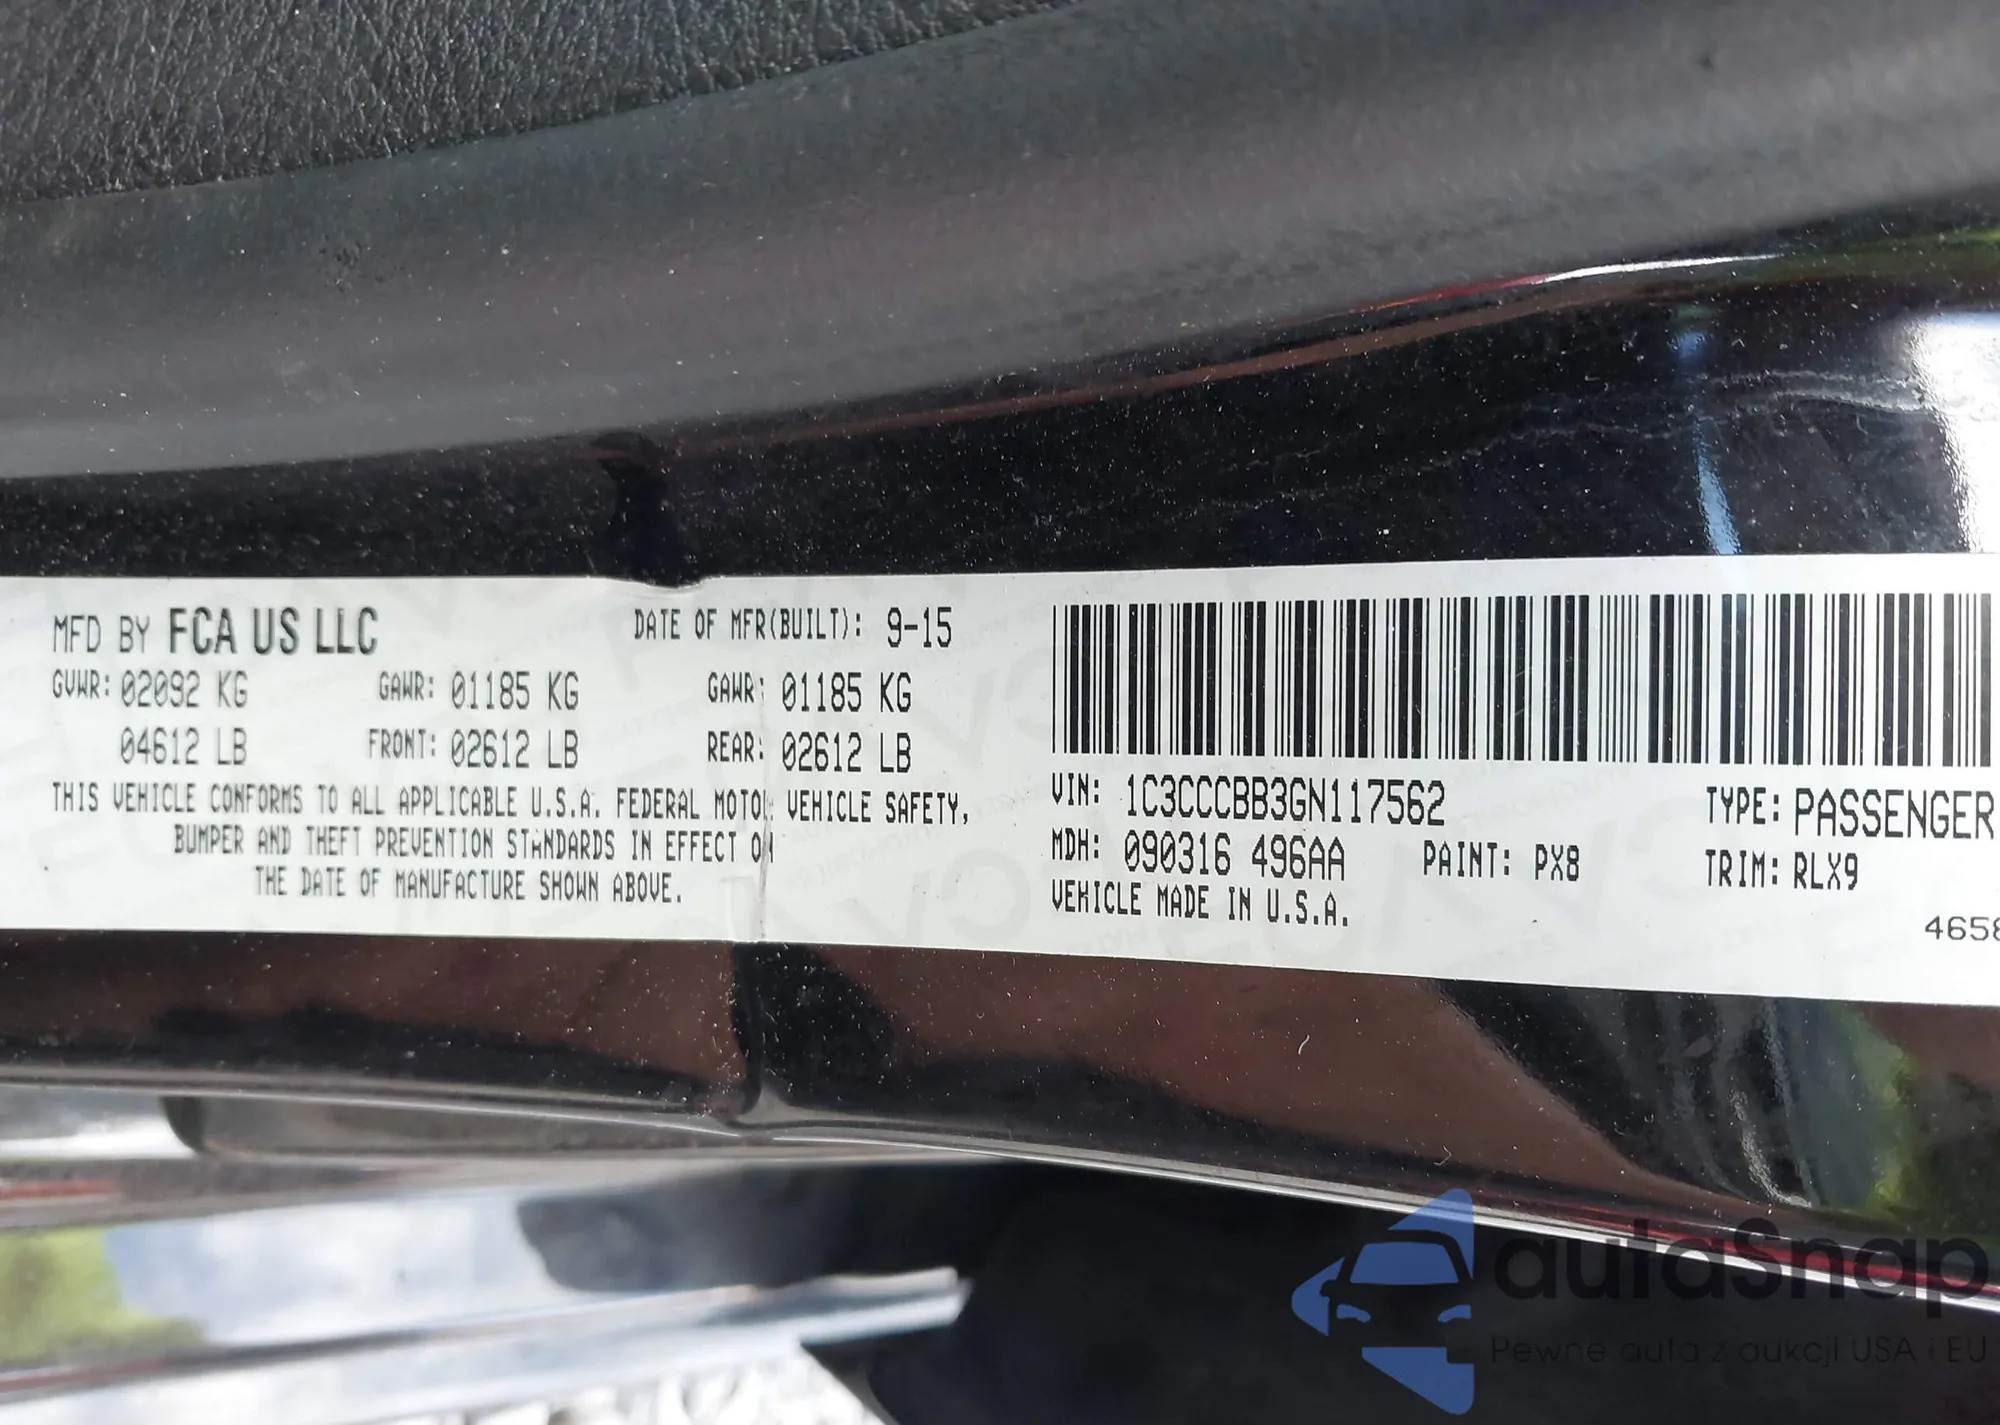 MFD BY FCA US LLC DATE OF MFR(BUILT): 9-15
GVWR: 02092 KG GAWR: 01185 KG GAWR: 01185 KG
04612 LB FRONT: 02612 LB REAR: 02612 LB
THIS VEHICLE CONFORMS TO ALL APPLICABLE U.S.A. FEDERAL MOTOR VEHICLE SAFETY,
BUMPER AND THEFT PREVENTION STANDARDS IN EFFECT ON
THE DATE OF MANUFACTURE SHOWN ABOVE.
VIN: 1C3CCCBB3GN117562 TYPE: PASSENGER
MDH: 090316 496AA PAINT: PX8 TRIM: RLX9
VEHICLE MADE IN U.S.A.
4658
autaSnap
Pewne auta z aukcji USA i EU